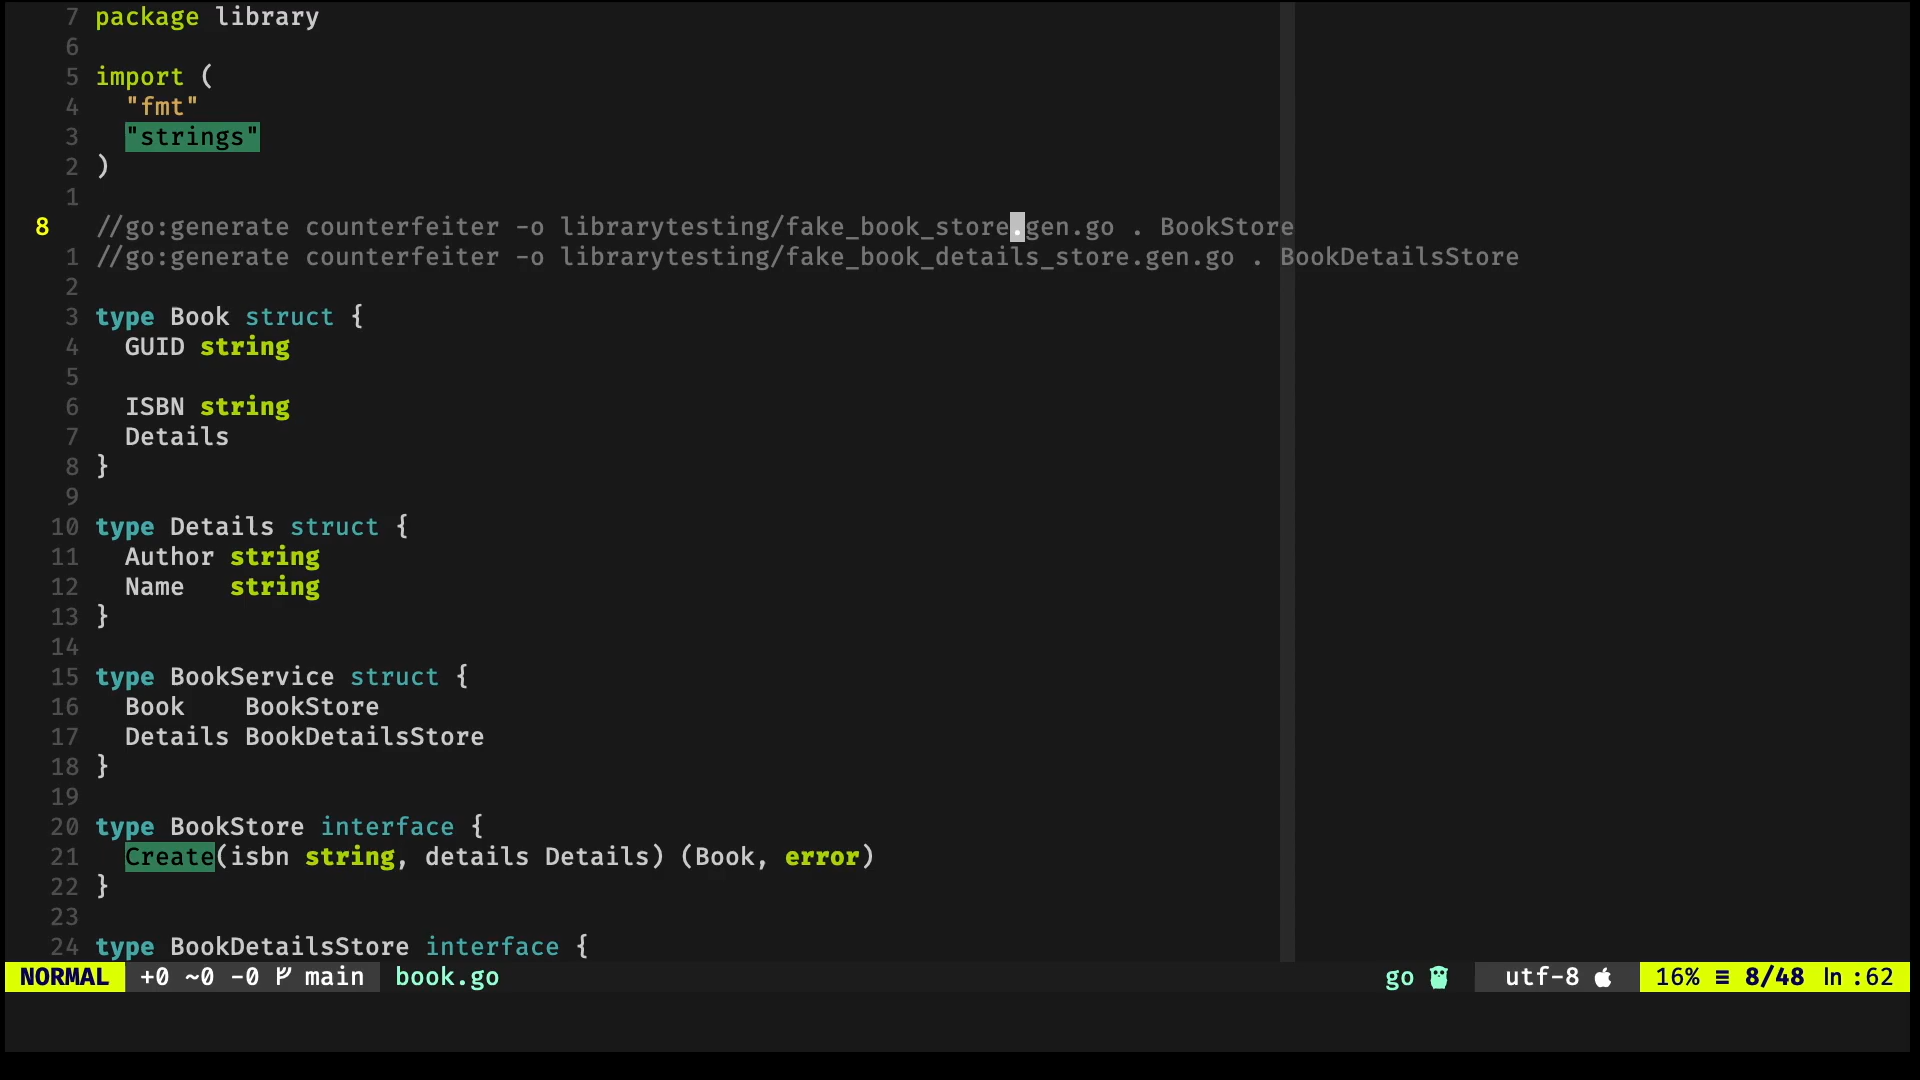 7 package library
6
5 import (
4   "fmt"
3   "strings"
2 )
1
8 //go:generate counterfeiter -o librarytesting/fake_book_store.gen.go . BookStore
1 //go:generate counterfeiter -o librarytesting/fake_book_details_store.gen.go . BookDetailsStore
2
3 type Book struct {
4   GUID string
5
6   ISBN string
7   Details
8 }
9
10 type Details struct {
11   Author string
12   Name   string
13 }
14
15 type BookService struct {
16   Book    BookStore
17   Details BookDetailsStore
18 }
19
20 type BookStore interface {
21   Create(isbn string, details Details) (Book, error)
22 }
23
24 type BookDetailsStore interface {
NORMAL +0 ~0 -0 main book.go go utf-8 16% ≡ 8/48 ln :62